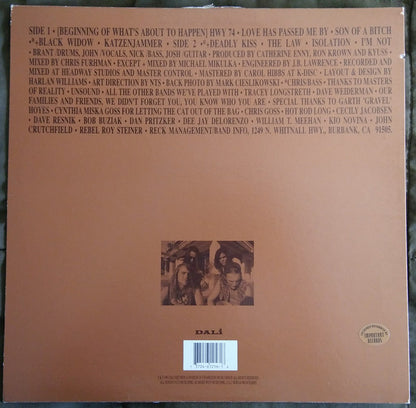 SIDE 1 • [BEGINNING OF WHAT'S ABOUT TO HAPPEN] HWY 74 • LOVE HAS PASSED ME BY • SON OF A BITCH
*+BLACK WIDOW • KATZENJAMMER • SIDE 2 • *+DEADLY KISS • THE LAW • ISOLATION • I'M NOT
• BRANT/DRUMS, JOHN/VOCALS, NICK/BASS, JOSH/GUITAR • PRODUCED BY CATHERINE ENNY, RON KROWN AND KYUSS •
MIXED BY CHRIS FUHRMAN • EXCEPT + MIXED BY MICHAEL MIKULKA • ENGINEERED BY J.B. LAWRENCE • RECORDED AND
MIXED AT HEADWAY STUDIOS AND MASTER CONTROL • MASTERED BY CAROL HIBBS AT K-DISC • LAYOUT & DESIGN BY
HARLAN WILLIAMS • ART DIRECTION BY NTS • BACK PHOTO BY MARK CIESLIKOWSKI • *CHRIS/BASS • THANKS TO MASTERS
OF REALITY • UNSOUND • ALL THE OTHER BANDS WE'VE PLAYED WITH • TRACEY LONGSTRETH • DAVE WEIDERMAN • OUR
FAMILIES AND FRIENDS, WE DIDN'T FORGET YOU, YOU KNOW WHO YOU ARE • SPECIAL THANKS TO GARTH 'GRAVEL'
HOYES • CYNTHIA MISKA GOSS FOR LETTING THE CAT OUT OF THE BAG • CHRIS GOSS • HOT ROD LONG • CECILY JACOBSEN
• DAVE RESNIK • BOB BUZIAK • DAN PRITZKER • DEE JAY DELORENZO • WILLIAM T. MEEHAN • KIO NOVINA • JOHN
CRUTCHFIELD • REBEL ROY STEINER • RECK MANAGEMENT/BAND INFO, 1249 N. WHITNALL HWY., BURBANK, CA 91505.
DALI
IMPORTANT
RECORDS